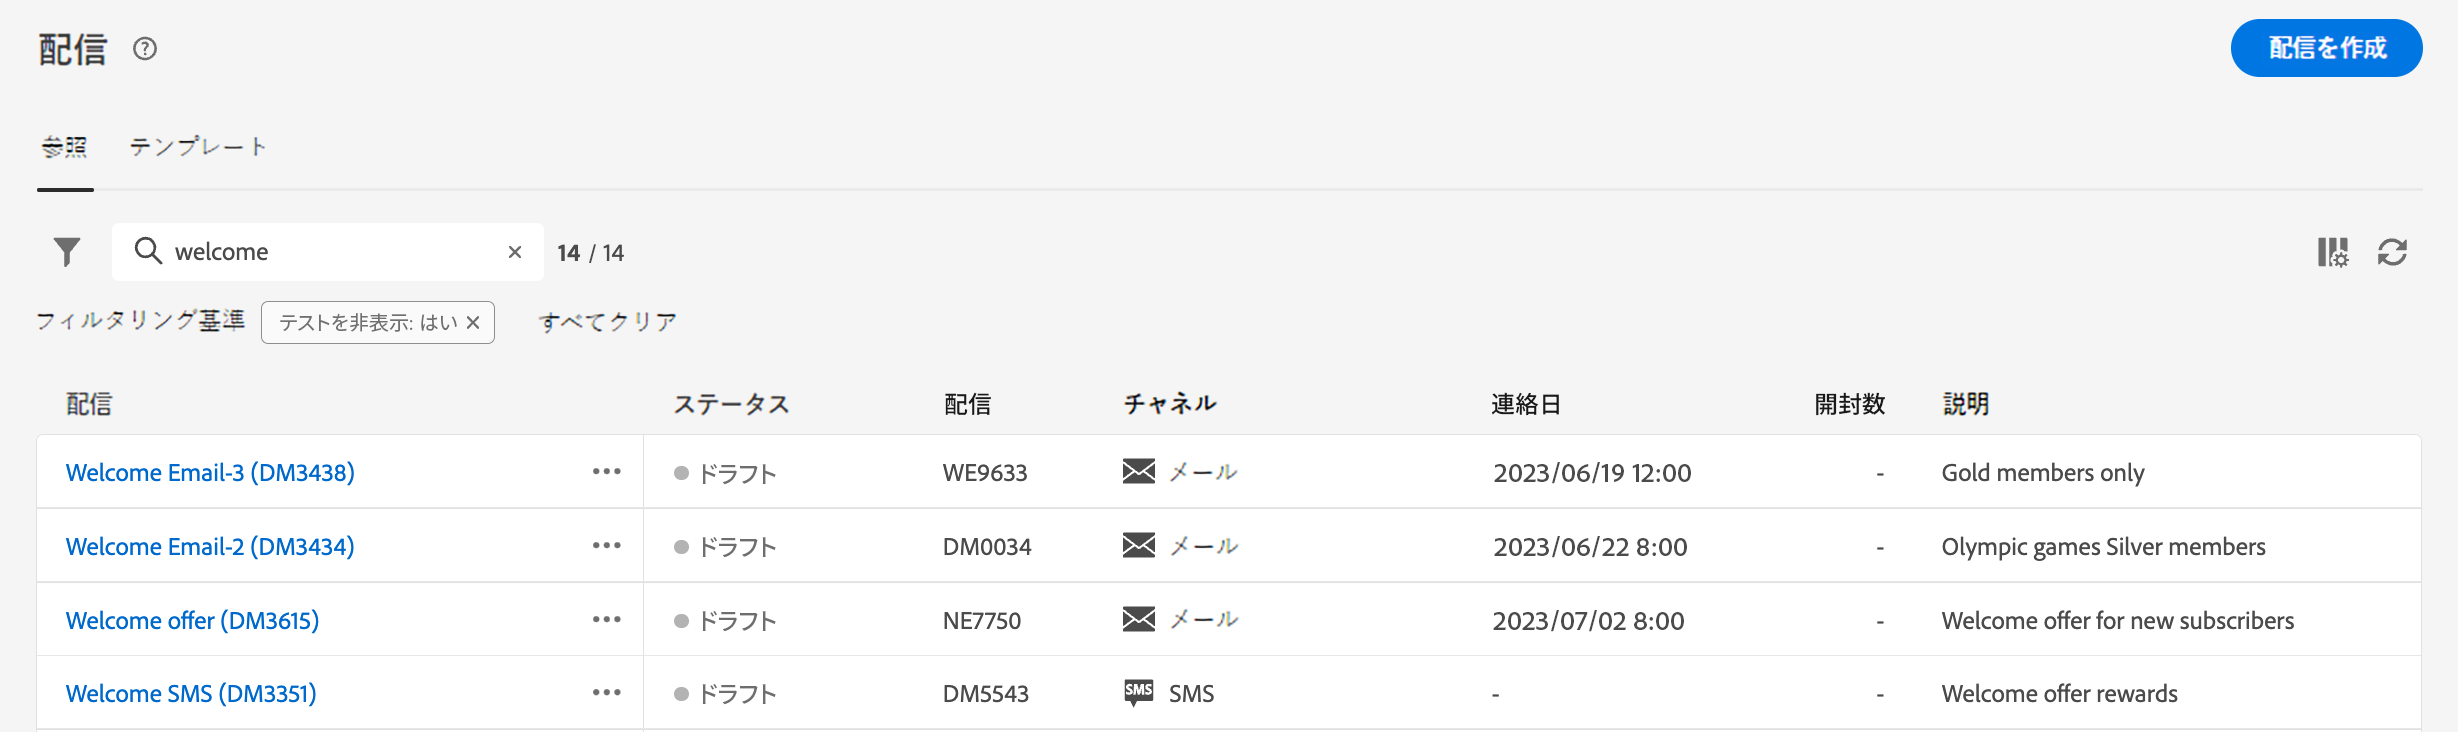 配信 ?
配信を作成
参照 テンプレート
welcome 14 / 14
フィルタリング基準 テストを非表示: はい すべてクリア
配信 ステータス 配信 チャネル 連絡日 開封数 説明
Welcome Email-3 (DM3438) ドラフト WE9633 メール 2023/06/19 12:00 - Gold members only
Welcome Email-2 (DM3434) ドラフト DM0034 メール 2023/06/22 8:00 - Olympic games Silver members
Welcome offer (DM3615) ドラフト NE7750 メール 2023/07/02 8:00 - Welcome offer for new subscribers
Welcome SMS (DM3351) ドラフト DM5543 SMS SMS - - Welcome offer rewards